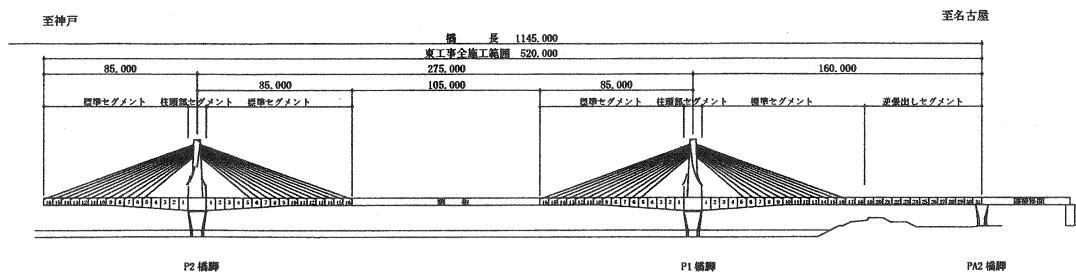 至神戸
至名古屋
橋 長 1145.000
東工事全施工範囲 520.000
85.000 275.000 160.000
85.000 105.000 85.000
標準セグメント 柱頭部セグメント 標準セグメント 標準セグメント 柱頭部セグメント 標準セグメント 逆張出しセグメント
P2橋脚 P1橋脚 PA2橋脚